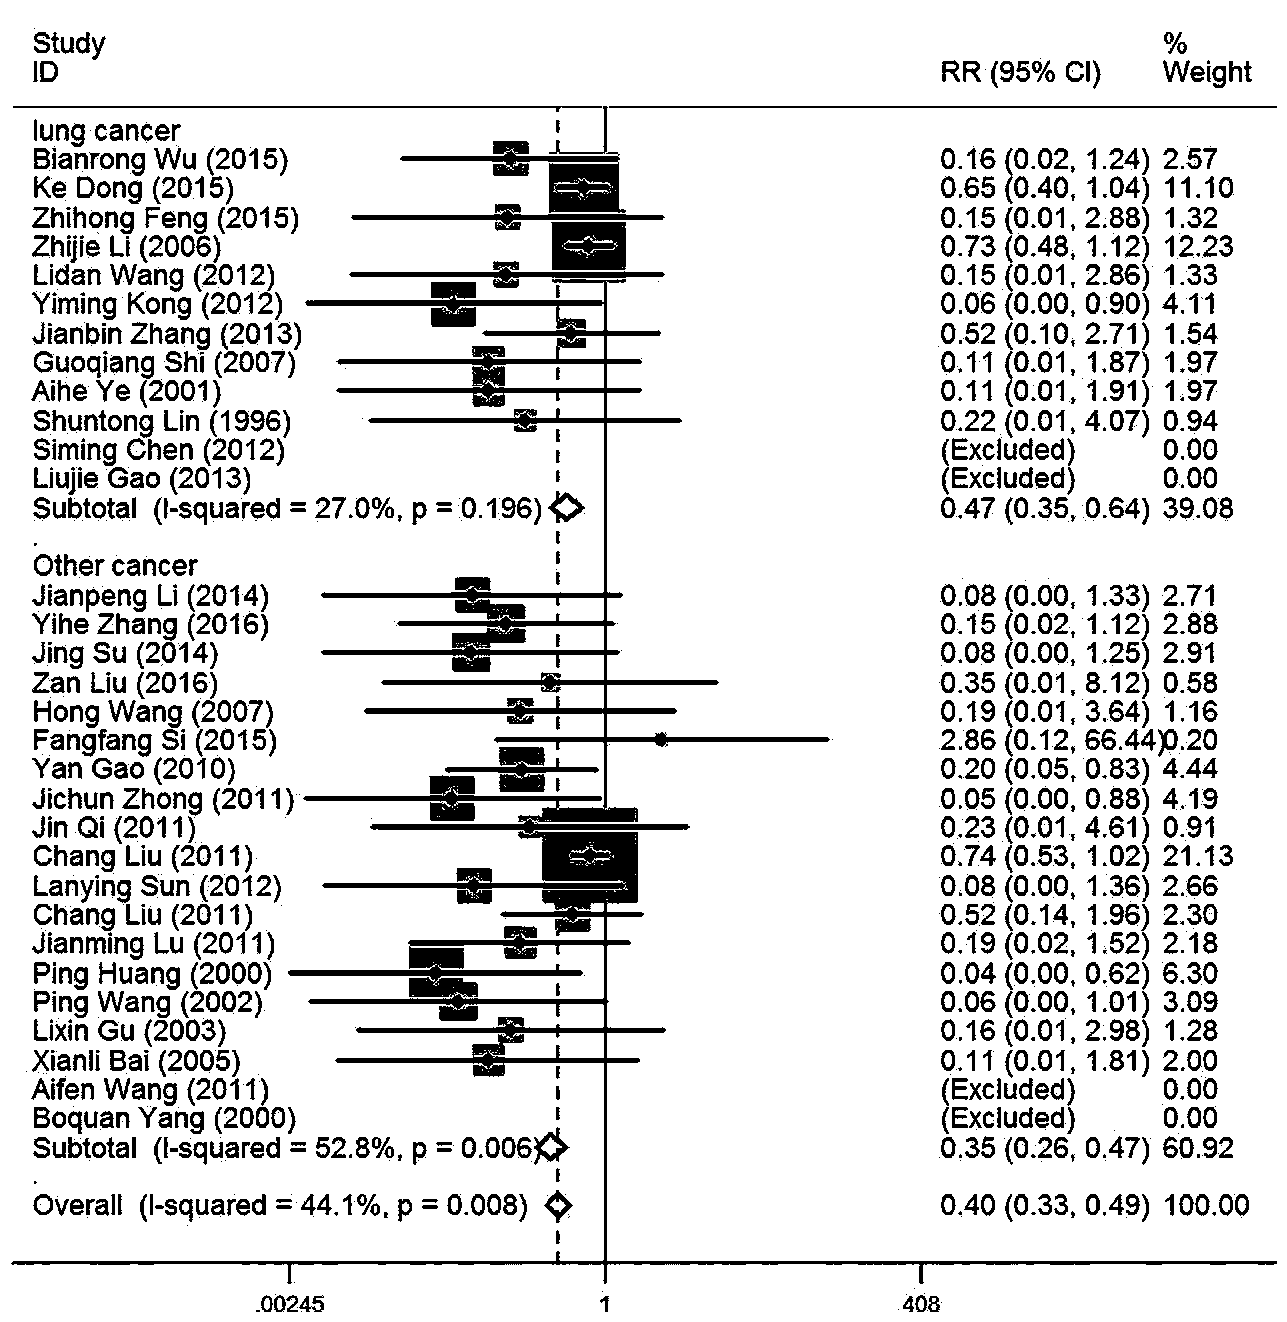 Study %
ID RR (95% CI) Weight
lung cancer
Bianrong Wu (2015) 0.16 (0.02, 1.24) 2.57
Ke Dong (2015) 0.65 (0.40, 1.04) 11.10
Zhihong Feng (2015) 0.15 (0.01, 2.88) 1.32
Zhijie Li (2006) 0.73 (0.48, 1.12) 12.23
Lidan Wang (2012) 0.15 (0.01, 2.86) 1.33
Yiming Kong (2012) 0.06 (0.00, 0.90) 4.11
Jianbin Zhang (2013) 0.52 (0.10, 2.71) 1.54
Guoqiang Shi (2007) 0.11 (0.01, 1.87) 1.97
Aihe Ye (2001) 0.11 (0.01, 1.91) 1.97
Shuntong Lin (1996) 0.22 (0.01, 4.07) 0.94
Siming Chen (2012) (Excluded) 0.00
Liujie Gao (2013) (Excluded) 0.00
Subtotal (I-squared = 27.0%, p = 0.196) 0.47 (0.35, 0.64) 39.08
.
Other cancer
Jianpeng Li (2014) 0.08 (0.00, 1.33) 2.71
Yihe Zhang (2016) 0.15 (0.02, 1.12) 2.88
Jing Su (2014) 0.08 (0.00, 1.25) 2.91
Zan Liu (2016) 0.35 (0.01, 8.12) 0.58
Hong Wang (2007) 0.19 (0.01, 3.64) 1.16
Fangfang Si (2015) 2.86 (0.12, 66.44) 0.20
Yan Gao (2010) 0.20 (0.05, 0.83) 4.44
Jichun Zhong (2011) 0.05 (0.00, 0.88) 4.19
Jin Qi (2011) 0.23 (0.01, 4.61) 0.91
Chang Liu (2011) 0.74 (0.53, 1.02) 21.13
Lanying Sun (2012) 0.08 (0.00, 1.36) 2.66
Chang Liu (2011) 0.52 (0.14, 1.96) 2.30
Jianming Lu (2011) 0.19 (0.02, 1.52) 2.18
Ping Huang (2000) 0.04 (0.00, 0.62) 6.30
Ping Wang (2002) 0.06 (0.00, 1.01) 3.09
Lixin Gu (2003) 0.16 (0.01, 2.98) 1.28
Xianli Bai (2005) 0.11 (0.01, 1.81) 2.00
Aifen Wang (2011) (Excluded) 0.00
Boquan Yang (2000) (Excluded) 0.00
Subtotal (I-squared = 52.8%, p = 0.006) 0.35 (0.26, 0.47) 60.92
.
Overall (I-squared = 44.1%, p = 0.008) 0.40 (0.33, 0.49) 100.00
.00245 1 408